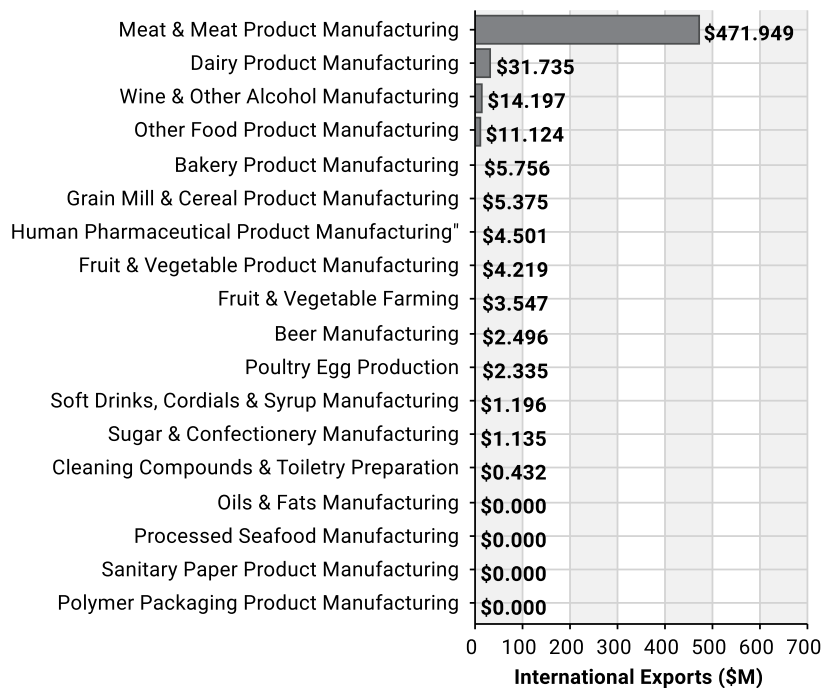 Meat & Meat Product Manufacturing $471.949
Dairy Product Manufacturing $31.735
Wine & Other Alcohol Manufacturing $14.197
Other Food Product Manufacturing $11.124
Bakery Product Manufacturing $5.756
Grain Mill & Cereal Product Manufacturing $5.375
Human Pharmaceutical Product Manufacturing" $4.501
Fruit & Vegetable Product Manufacturing $4.219
Fruit & Vegetable Farming $3.547
Beer Manufacturing $2.496
Poultry Egg Production $2.335
Soft Drinks, Cordials & Syrup Manufacturing $1.196
Sugar & Confectionery Manufacturing $1.135
Cleaning Compounds & Toiletry Preparation $0.432
Oils & Fats Manufacturing $0.000
Processed Seafood Manufacturing $0.000
Sanitary Paper Product Manufacturing $0.000
Polymer Packaging Product Manufacturing $0.000
0 100 200 300 400 500 600 700
International Exports ($M)